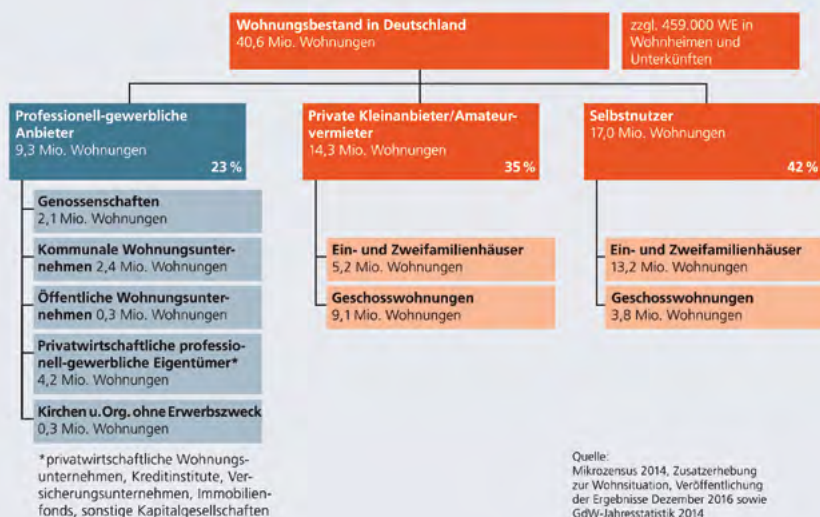 Wohnungsbestand in Deutschland
40,6 Mio. Wohnungen
zzgl. 459.000 WE in
Wohnheimen und
Unterkünften
Professionell-gewerbliche
Anbieter
9,3 Mio. Wohnungen
23 %
Private Kleinanbieter/Amateur-
vermieter
14,3 Mio. Wohnungen
35 %
Selbstnutzer
17,0 Mio. Wohnungen
42 %
Genossenschaften
2,1 Mio. Wohnungen
Kommunale Wohnungsunter-
nehmen 2,4 Mio. Wohnungen
Öffentliche Wohnungsunter-
nehmen 0,3 Mio. Wohnungen
Privatwirtschaftliche professio-
nell-gewerbliche Eigentümer*
4,2 Mio. Wohnungen
Kirchen u. Org. ohne Erwerbszweck
0,3 Mio. Wohnungen
Ein- und Zweifamilienhäuser
5,2 Mio. Wohnungen
Geschosswohnungen
9,1 Mio. Wohnungen
Ein- und Zweifamilienhäuser
13,2 Mio. Wohnungen
Geschosswohnungen
3,8 Mio. Wohnungen
*privatwirtschaftliche Wohnungs-
unternehmen, Kreditinstitute, Ver-
sicherungsunternehmen, Immobilien-
fonds, sonstige Kapitalgesellschaften
Quelle:
Mikrozensus 2014, Zusatzerhebung
zur Wohnsituation, Veröffentlichung
der Ergebnisse Dezember 2016 sowie
GdW-Jahresstatistik 2014